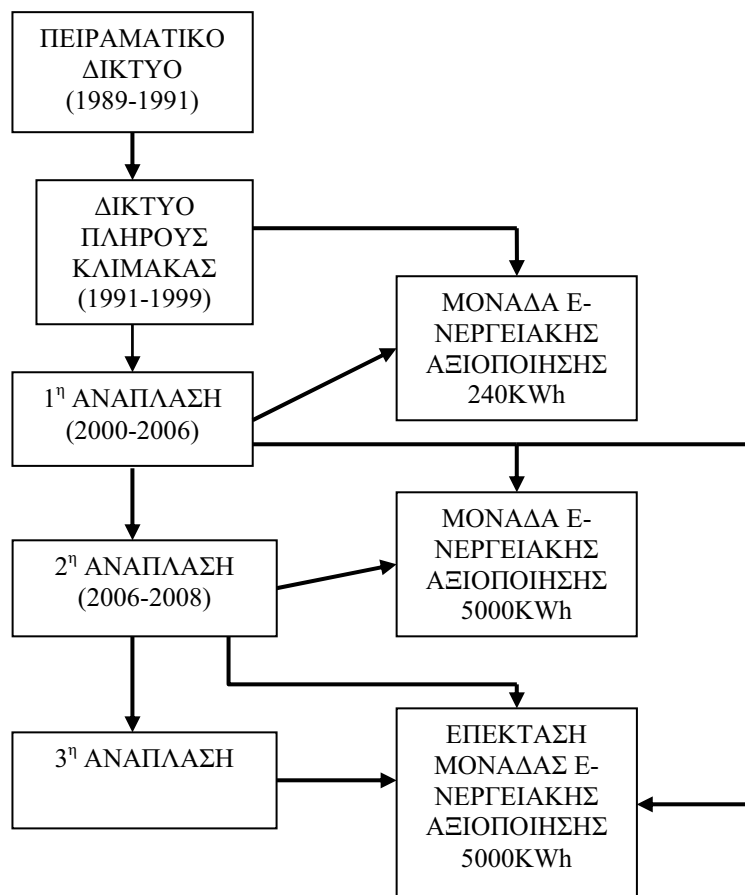 ΠΕΙΡΑΜΑΤΙΚΟ
ΔΙΚΤΥΟ
(1989-1991)
ΔΙΚΤΥΟ
ΠΛΗΡΟΥΣ
ΚΛΙΜΑΚΑΣ
(1991-1999)
ΜΟΝΑΔΑ Ε-
ΝΕΡΓΕΙΑΚΗΣ
ΑΞΙΟΠΟΙΗΣΗΣ
240KWh
1η ΑΝΑΠΛΑΣΗ
(2000-2006)
ΜΟΝΑΔΑ Ε-
ΝΕΡΓΕΙΑΚΗΣ
ΑΞΙΟΠΟΙΗΣΗΣ
5000KWh
2η ΑΝΑΠΛΑΣΗ
(2006-2008)
3η ΑΝΑΠΛΑΣΗ
ΕΠΕΚΤΑΣΗ
ΜΟΝΑΔΑΣ Ε-
ΝΕΡΓΕΙΑΚΗΣ
ΑΞΙΟΠΟΙΗΣΗΣ
5000KWh